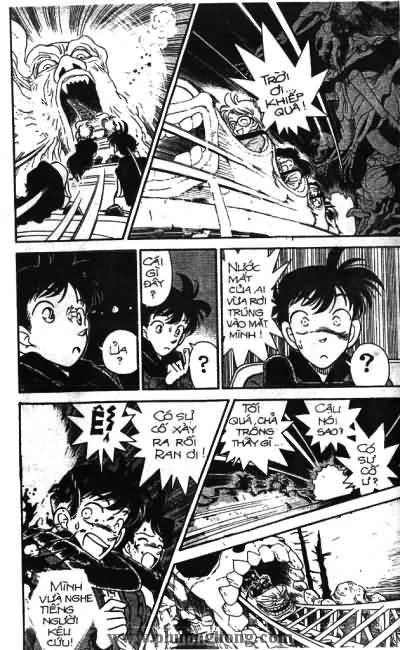 TRỜI
ƠI
KHIẾP
QUÁ!
NƯỚC
MẮT
CỦA AI
VỪA RƠI
TRÚNG
VÀO MẶT
MÌNH!
CÁI
GÌ
ĐÂY
?
?
ỦA?
CẬU
NÓI
SAO?
CÓ
SỰ
CỐ
Ư?
TỐI
QUÁ, CHẢ
TRÔNG
THẤY GÌ...
CÓ SỰ
CỐ XẢY
RA RỒI
RAN ƠI!
Ê
MÌNH
VỪA NGHE
TIẾNG
NGƯỜI
KÊU
CỨU!